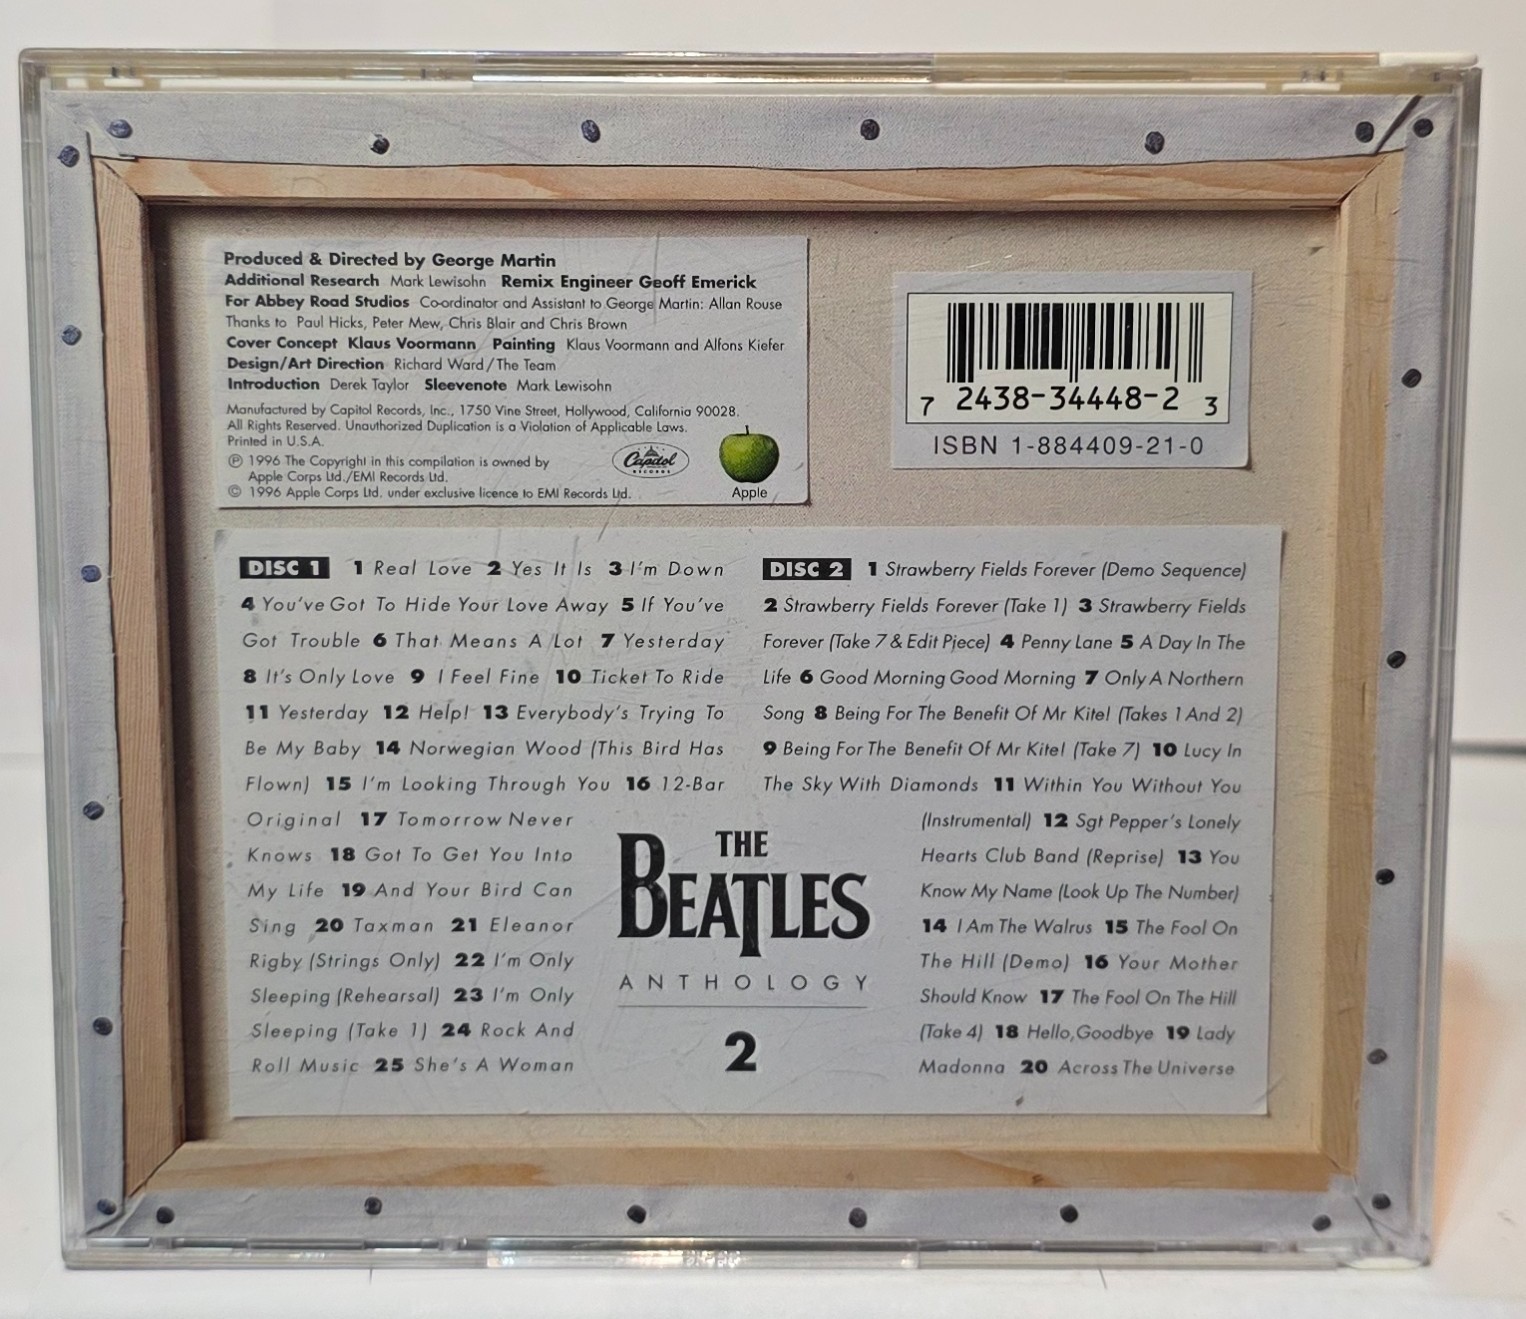 Produced & Directed by George Martin
Additional Research Mark Lewisohn Remix Engineer Geoff Emerick
For Abbey Road Studios Co-ordinator and Assistant to George Martin: Allan Rouse
Thanks to Paul Hicks, Peter Mew, Chris Blair and Chris Brown
Cover Concept Klaus Voormann Painting Klaus Voormann and Alfons Kiefer
Design/Art Direction Richard Ward/The Team
Introduction Derek Taylor Sleevenote Mark Lewisohn
Manufactured by Capitol Records, Inc., 1750 Vine Street, Hollywood, California 90028.
All Rights Reserved. Unauthorized Duplication is a Violation of Applicable Laws.
Printed in U.S.A.
℗ 1996 The Copyright in this compilation is owned by
Apple Corps Ltd./EMI Records Ltd.
© 1996 Apple Corps Ltd. under exclusive licence to EMI Records Ltd.
Capitol
RECORDS
Apple
7 2438-34448-2 3
ISBN 1-884409-21-0
DISC 1 1 Real Love 2 Yes It Is 3 I'm Down
4 You've Got To Hide Your Love Away 5 If You've
Got Trouble 6 That Means A Lot 7 Yesterday
8 It's Only Love 9 I Feel Fine 10 Ticket To Ride
11 Yesterday 12 Help! 13 Everybody's Trying To
Be My Baby 14 Norwegian Wood (This Bird Has
Flown) 15 I'm Looking Through You 16 12-Bar
Original 17 Tomorrow Never
Knows 18 Got To Get You Into
My Life 19 And Your Bird Can
Sing 20 Taxman 21 Eleanor
Rigby (Strings Only) 22 I'm Only
Sleeping (Rehearsal) 23 I'm Only
Sleeping (Take 1) 24 Rock And
Roll Music 25 She's A Woman
DISC 2 1 Strawberry Fields Forever (Demo Sequence)
2 Strawberry Fields Forever (Take 1) 3 Strawberry Fields
Forever (Take 7 & Edit Piece) 4 Penny Lane 5 A Day In The
Life 6 Good Morning Good Morning 7 Only A Northern
Song 8 Being For The Benefit Of Mr Kite! (Takes 1 And 2)
9 Being For The Benefit Of Mr Kite! (Take 7) 10 Lucy In
The Sky With Diamonds 11 Within You Without You
(Instrumental) 12 Sgt Pepper's Lonely
Hearts Club Band (Reprise) 13 You
Know My Name (Look Up The Number)
14 I Am The Walrus 15 The Fool On
The Hill (Demo) 16 Your Mother
Should Know 17 The Fool On The Hill
(Take 4) 18 Hello, Goodbye 19 Lady
Madonna 20 Across The Universe
THE
BEATLES
ANTHOLOGY
2